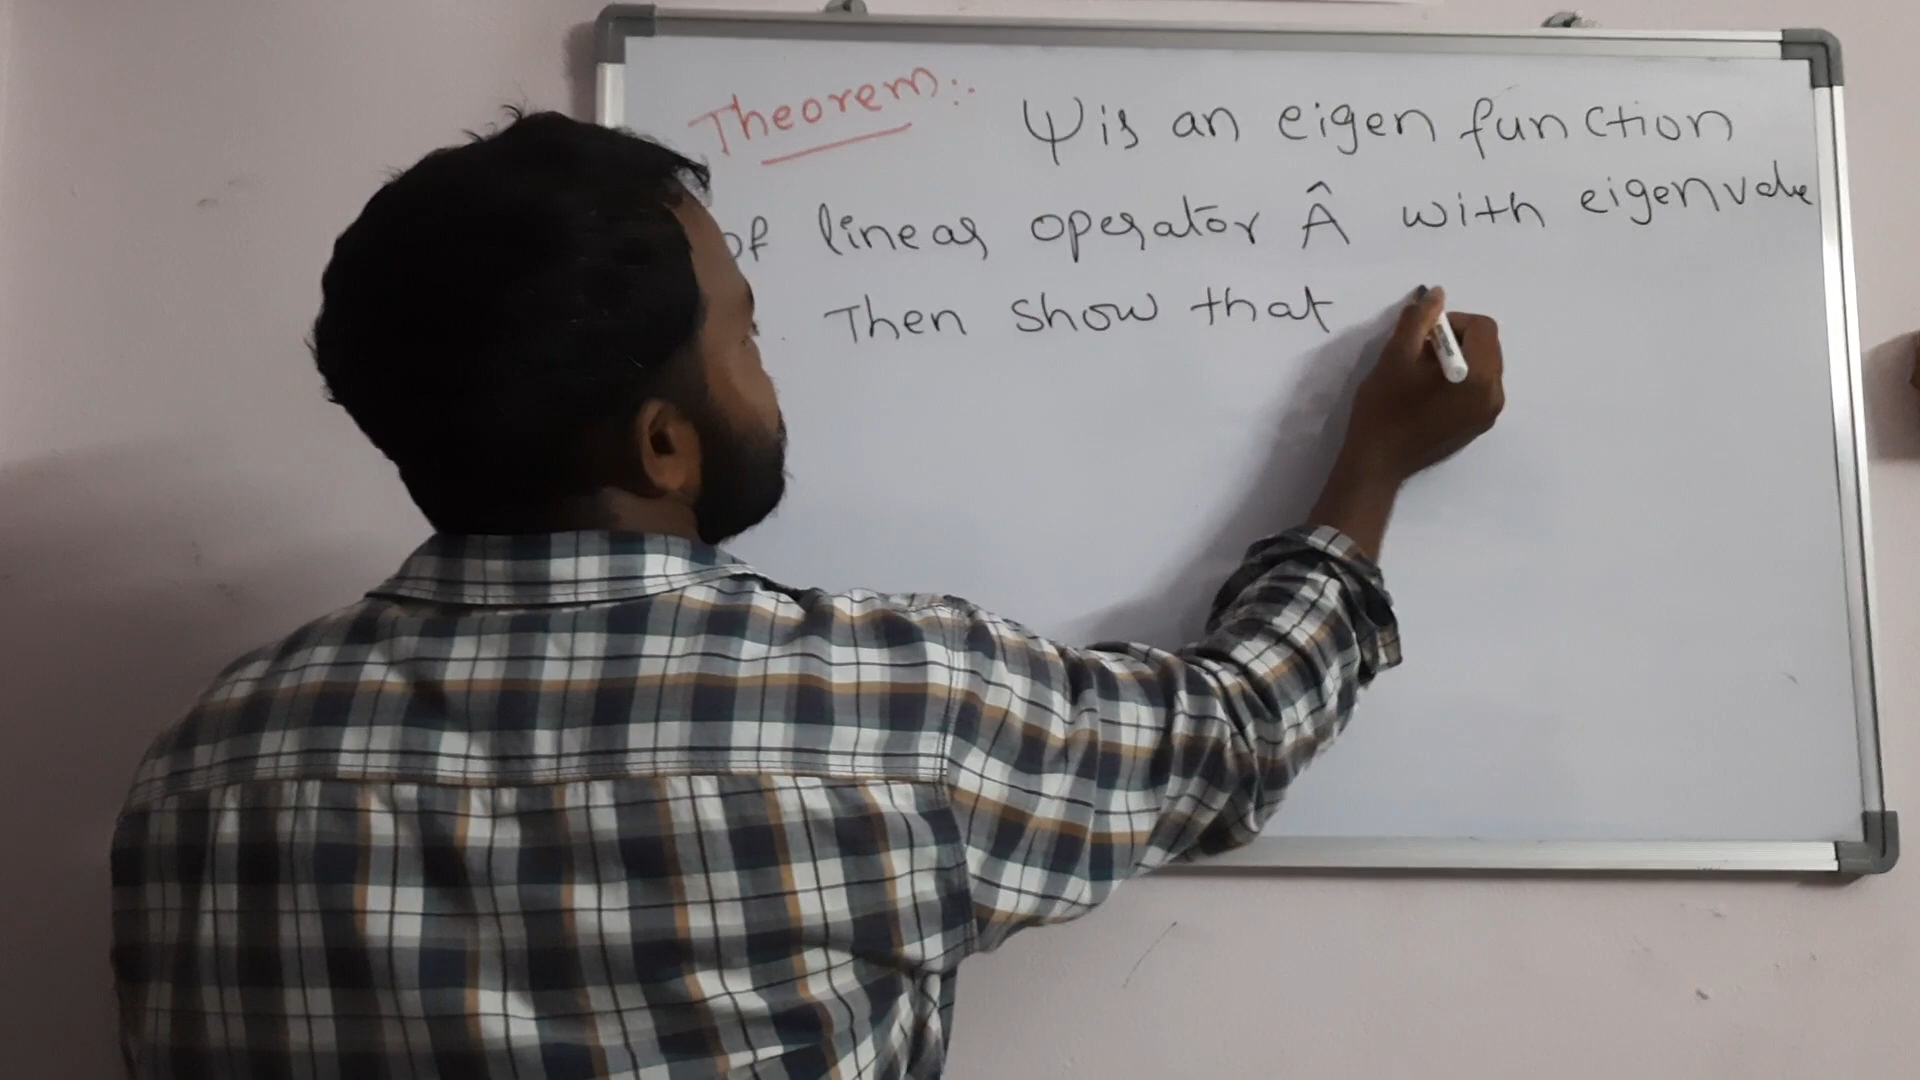 Theorem:. Ψ is an eigen function
of linear operator Â with eigenvalue
Then show that